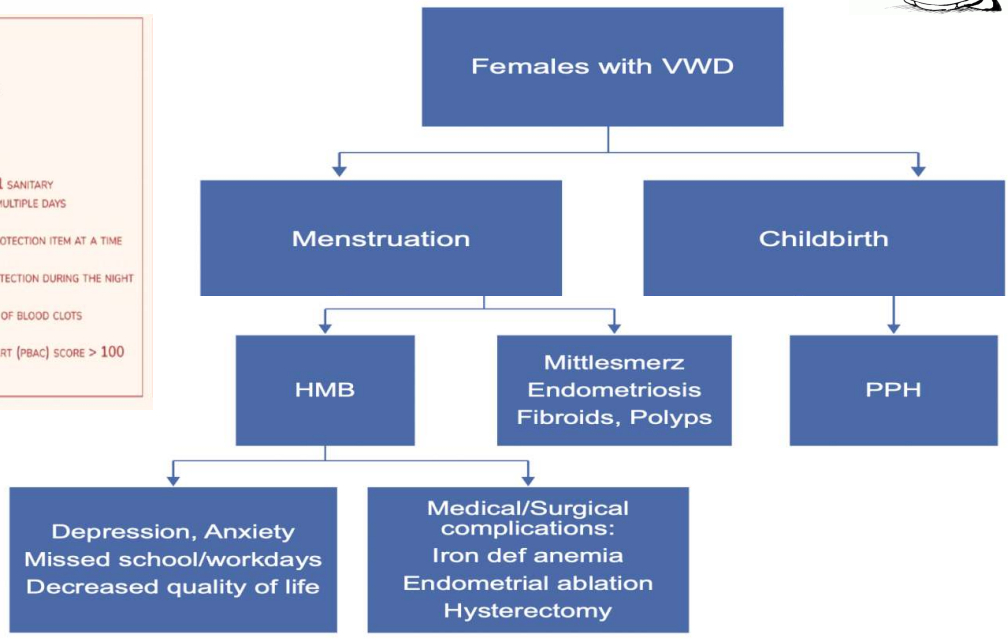 1 SANITARY
MULTIPLE DAYS
OTECTION ITEM AT A TIME
TECTION DURING THE NIGHT
OF BLOOD CLOTS
RT (PBAC) SCORE > 100
Females with VWD
Menstruation
Childbirth
HMB
Mittlesmerz
Endometriosis
Fibroids, Polyps
PPH
Depression, Anxiety
Missed school/workdays
Decreased quality of life
Medical/Surgical
complications:
Iron def anemia
Endometrial ablation
Hysterectomy